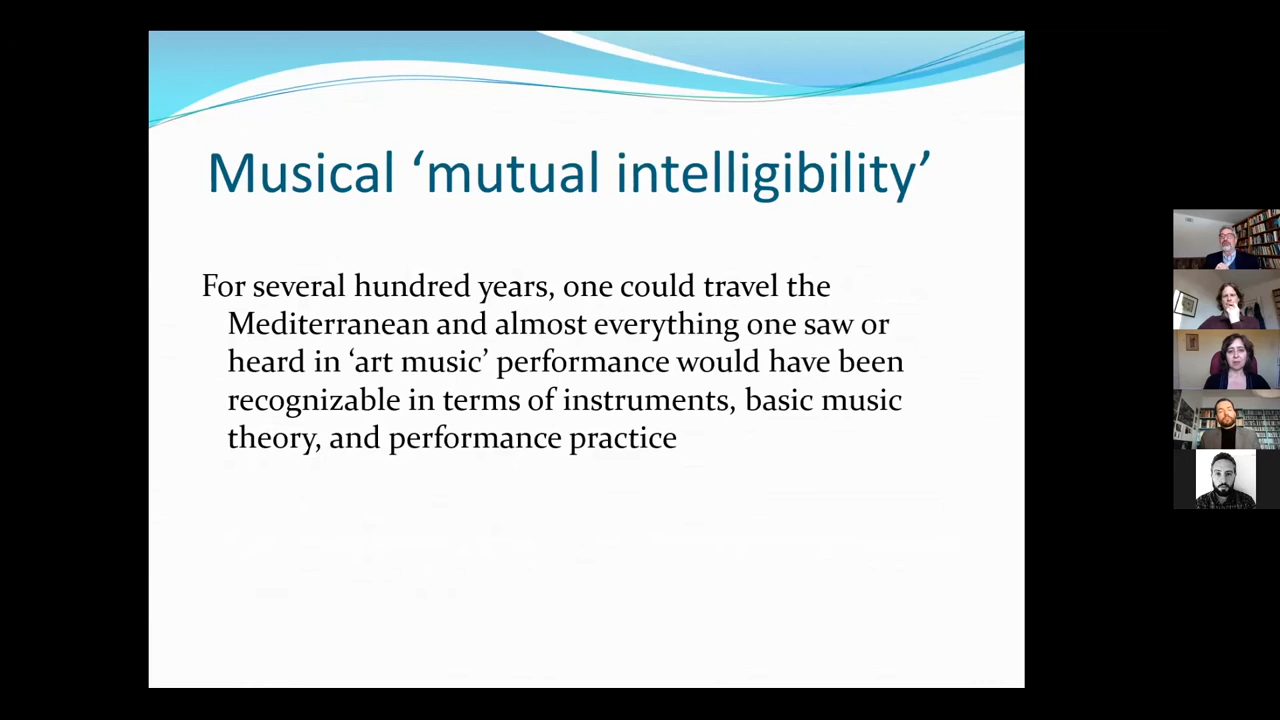 Musical ‘mutual intelligibility’
For several hundred years, one could travel the
Mediterranean and almost everything one saw or
heard in ‘art music’ performance would have been
recognizable in terms of instruments, basic music
theory, and performance practice